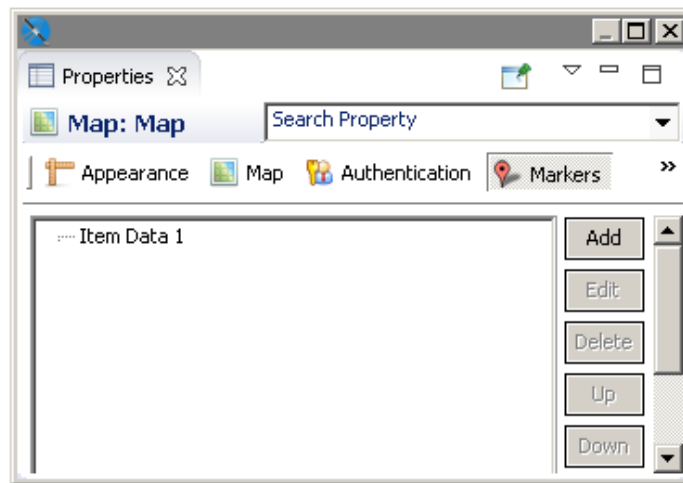 Properties
Map: Map
Search Property
Appearance Map Authentication Markers »
Item Data 1
Add
Edit
Delete
Up
Down